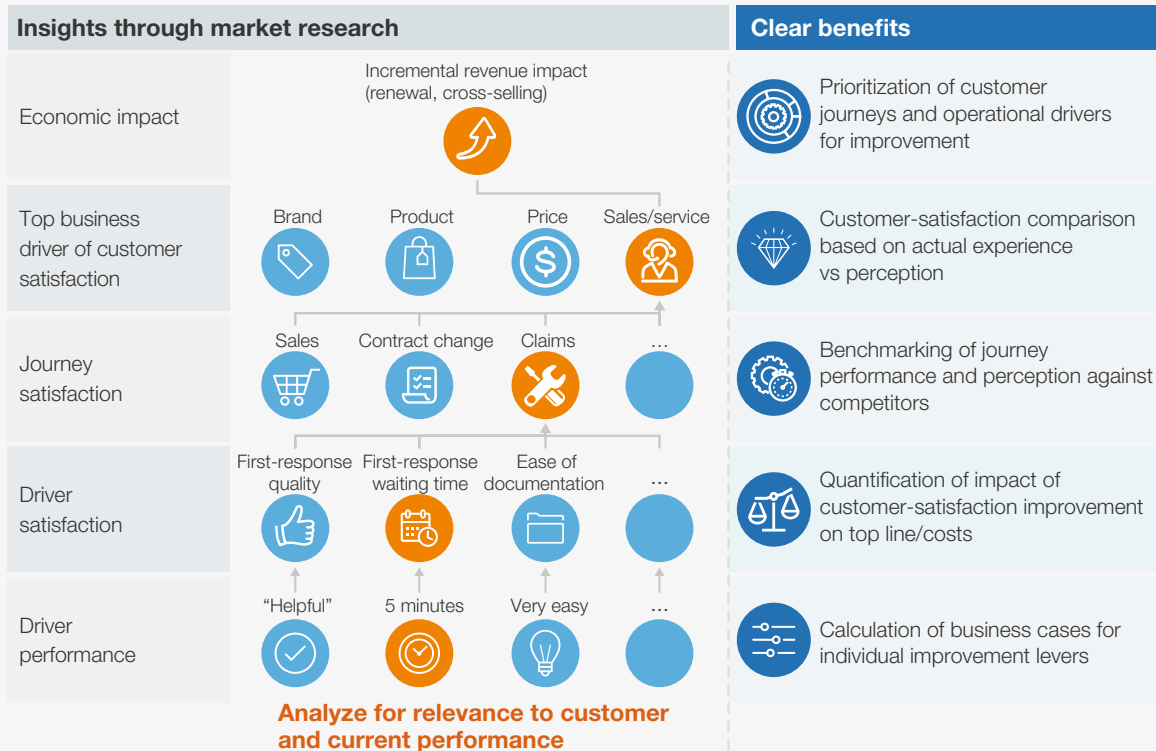 Insights through market research
Clear benefits
Economic impact
Incremental revenue impact
(renewal, cross-selling)
Prioritization of customer
journeys and operational drivers
for improvement
Top business
driver of customer
satisfaction
Brand
Product
Price
Sales/service
$
Customer-satisfaction comparison
based on actual experience
vs perception
Journey
satisfaction
Sales
Contract change
Claims
...
Benchmarking of journey
performance and perception against
competitors
Driver
satisfaction
First-response
quality
First-response
waiting time
Ease of
documentation
...
Quantification of impact of
customer-satisfaction improvement
on top line/costs
Driver
performance
“Helpful”
5 minutes
Very easy
...
Calculation of business cases for
individual improvement levers
Analyze for relevance to customer
and current performance